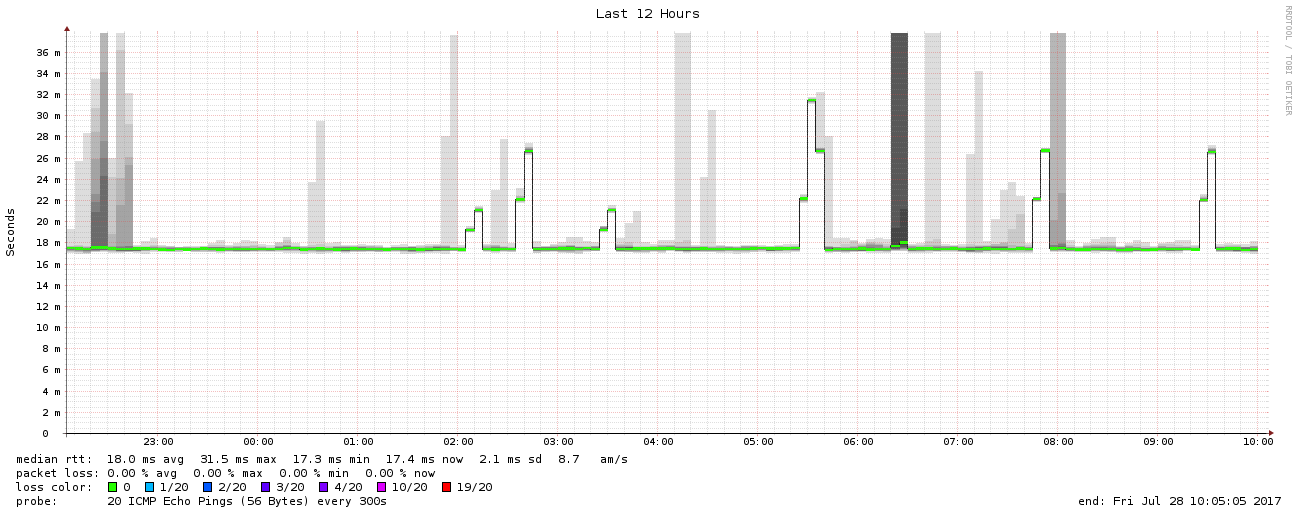 Last 12 Hours
RRDTOOL / TOBI OETIKER
Seconds
36 m
34 m
32 m
30 m
28 m
26 m
24 m
22 m
20 m
18 m
16 m
14 m
12 m
10 m
8 m
6 m
4 m
2 m
0
23:00 00:00 01:00 02:00 03:00 04:00 05:00 06:00 07:00 08:00 09:00 10:00
median rtt: 18.0 ms avg 31.5 ms max 17.3 ms min 17.4 ms now 2.1 ms sd 8.7 am/s
packet loss: 0.00 % avg 0.00 % max 0.00 % min 0.00 % now
loss color: 0 1/20 2/20 3/20 4/20 10/20 19/20
probe: 20 ICMP Echo Pings (56 Bytes) every 300s end: Fri Jul 28 10:05:05 2017